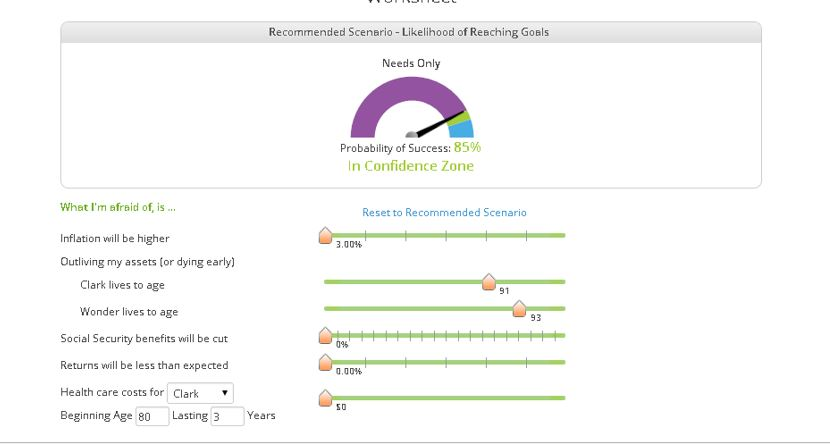 Recommended Scenario - Likelihood of Reaching Goals
Needs Only
Probability of Success: 85%
In Confidence Zone
What I'm afraid of, is ...
Reset to Recommended Scenario
Inflation will be higher
3.00%
Outliving my assets (or dying early)
Clark lives to age
91
Wonder lives to age
93
Social Security benefits will be cut
0%
Returns will be less than expected
0.00%
Health care costs for Clark
$0
Beginning Age 80 Lasting 3 Years